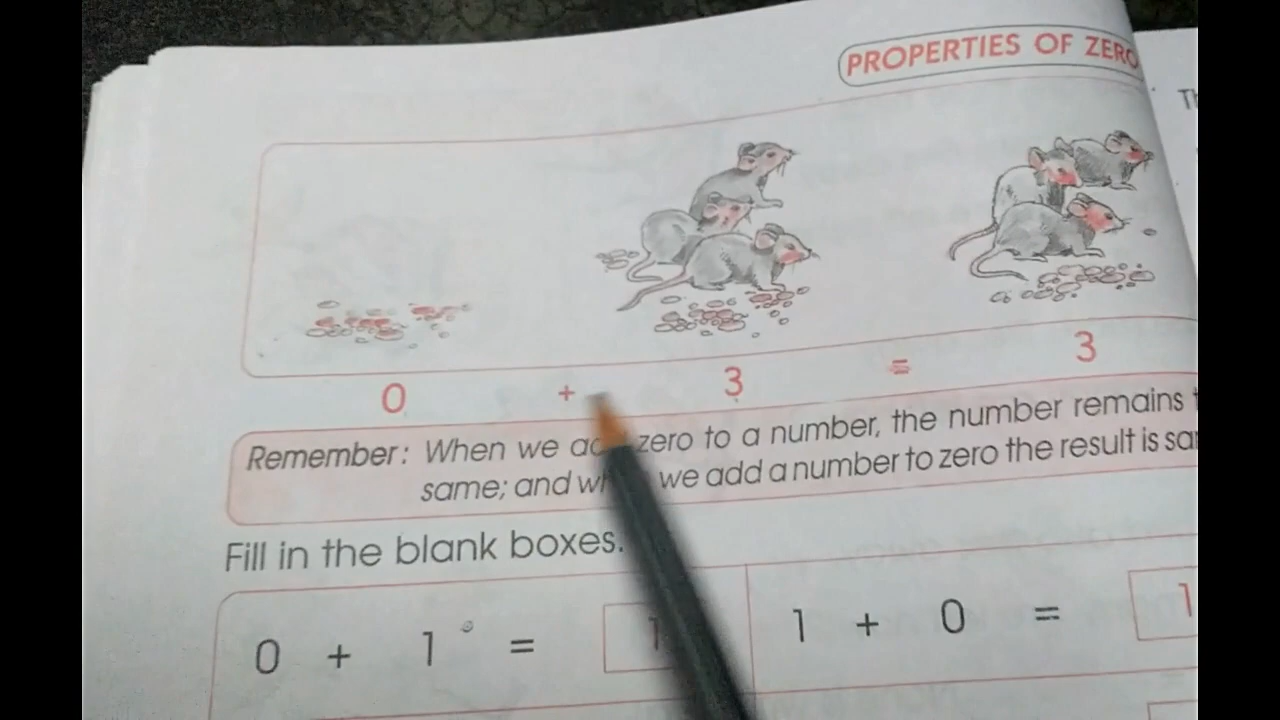 PROPERTIES OF ZERO
0 + 3 = 3
Remember: When we zero to a number, the number remains
same; and we add a number to zero the result is
Fill in the blank boxes.
0 + 1 = 1
1 + 0 = 1